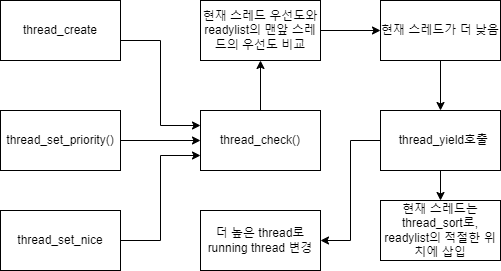 thread_create
현재 스레드 우선도와
readylist의 맨앞 스레
드의 우선도 비교
현재 스레드가 더 낮음
thread_set_priority()
thread_check()
thread_yield호출
thread_set_nice
더 높은 thread로
running thread 변경
현재 스레드는
thread_sort로,
readylist의 적절한 위
치에 삽입